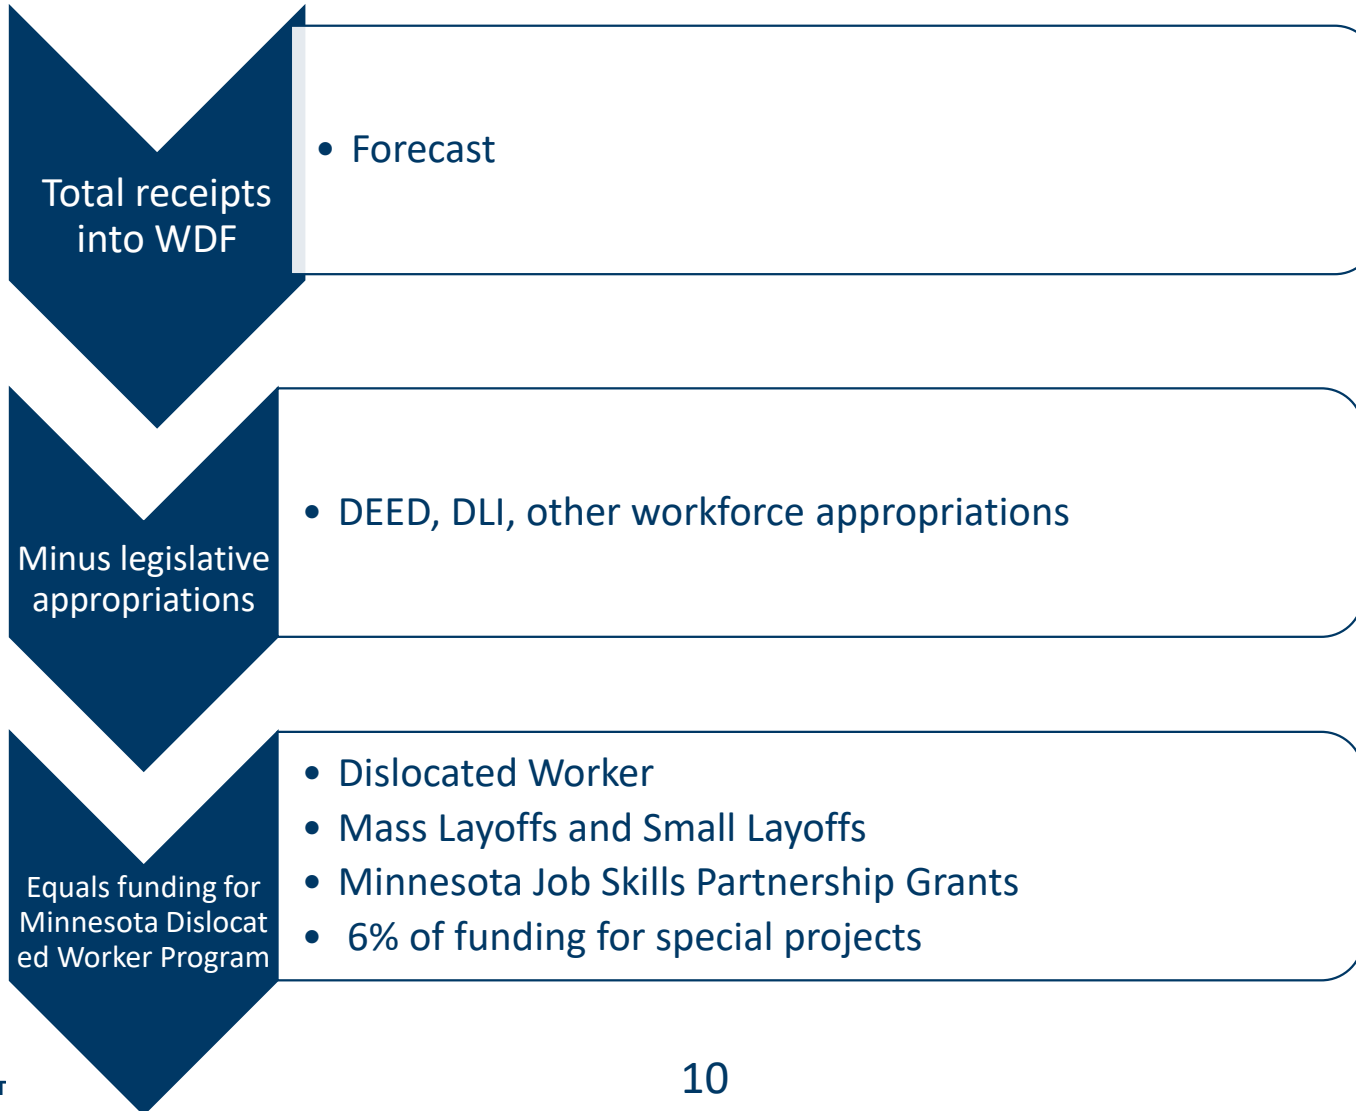 Total receipts
into WDF
• Forecast
Minus legislative
appropriations
• DEED, DLI, other workforce appropriations
Equals funding for
Minnesota Dislocat
ed Worker Program
• Dislocated Worker
• Mass Layoffs and Small Layoffs
• Minnesota Job Skills Partnership Grants
• 6% of funding for special projects
T
10